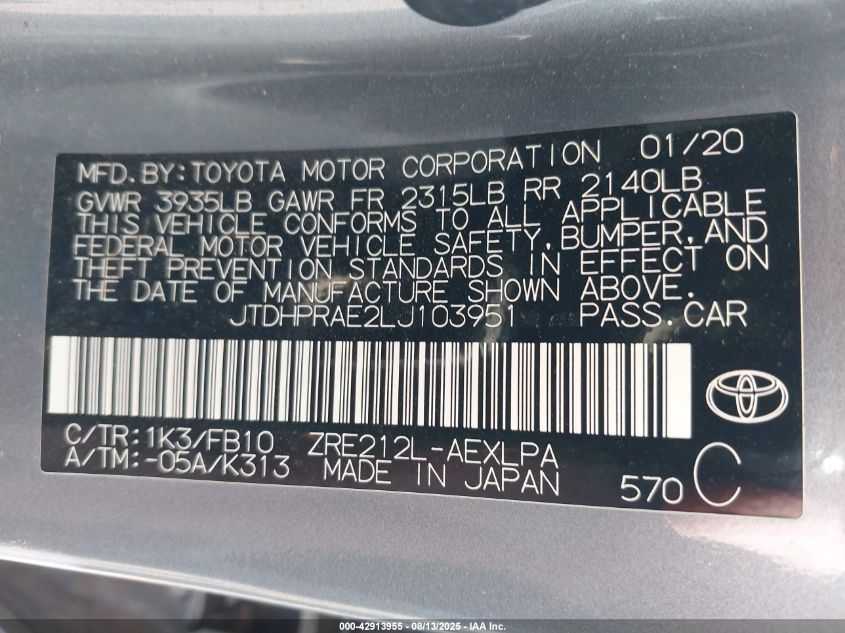 MFD.BY:TOYOTA MOTOR CORPORATION 01/20
GVWR 3935LB GAWR FR 2315LB RR 2140LB
THIS VEHICLE CONFORMS TO ALL APPLICABLE
FEDERAL MOTOR VEHICLE SAFETY,BUMPER,AND
THEFT PREVENTION STANDARDS IN EFFECT ON
THE DATE OF MANUFACTURE SHOWN ABOVE.
JTDHPRAE2LJ103951 PASS.CAR
C/TR:1K3/FB10 ZRE212L-AEXLPA
A/TM:-05A/K313 MADE IN JAPAN 570 C
000-42913955 - 08/13/2025 - IAA Inc.